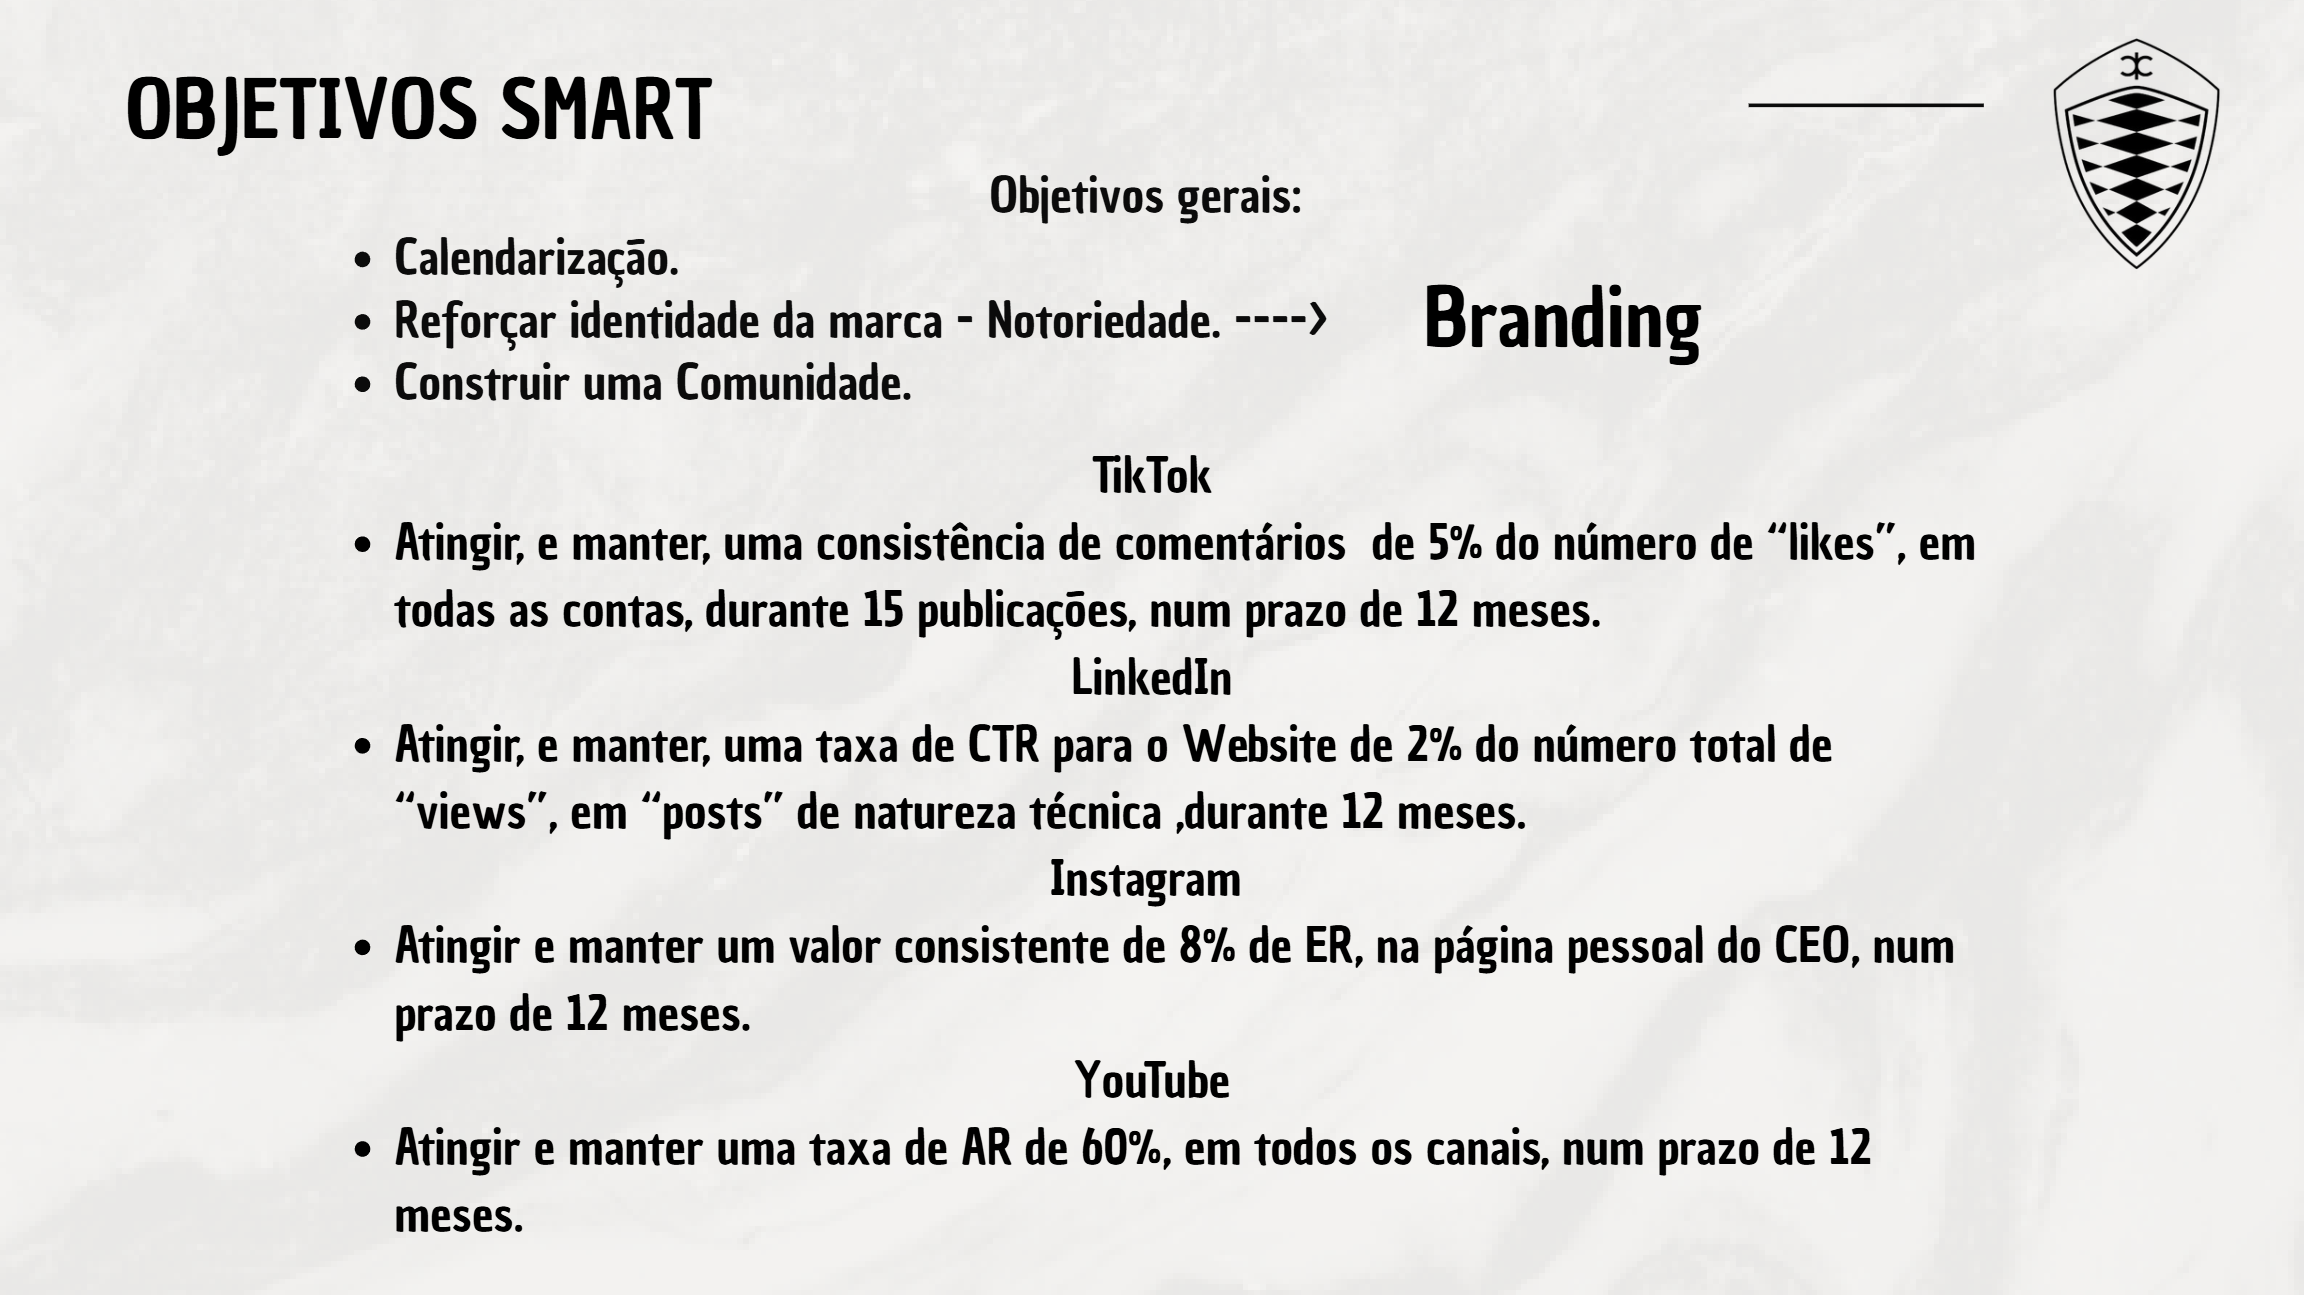 OBJETIVOS SMART
Objetivos gerais:
• Calendarização.
• Reforçar identidade da marca - Notoriedade. ---->
Branding
• Construir uma Comunidade.
TikTok
• Atingir, e manter, uma consistência de comentários  de 5% do número de “likes”, em
todas as contas, durante 15 publicações, num prazo de 12 meses.
LinkedIn
• Atingir, e manter, uma taxa de CTR para o Website de 2% do número total de
“views”, em “posts” de natureza técnica ,durante 12 meses.
Instagram
• Atingir e manter um valor consistente de 8% de ER, na página pessoal do CEO, num
prazo de 12 meses.
YouTube
• Atingir e manter uma taxa de AR de 60%, em todos os canais, num prazo de 12
meses.